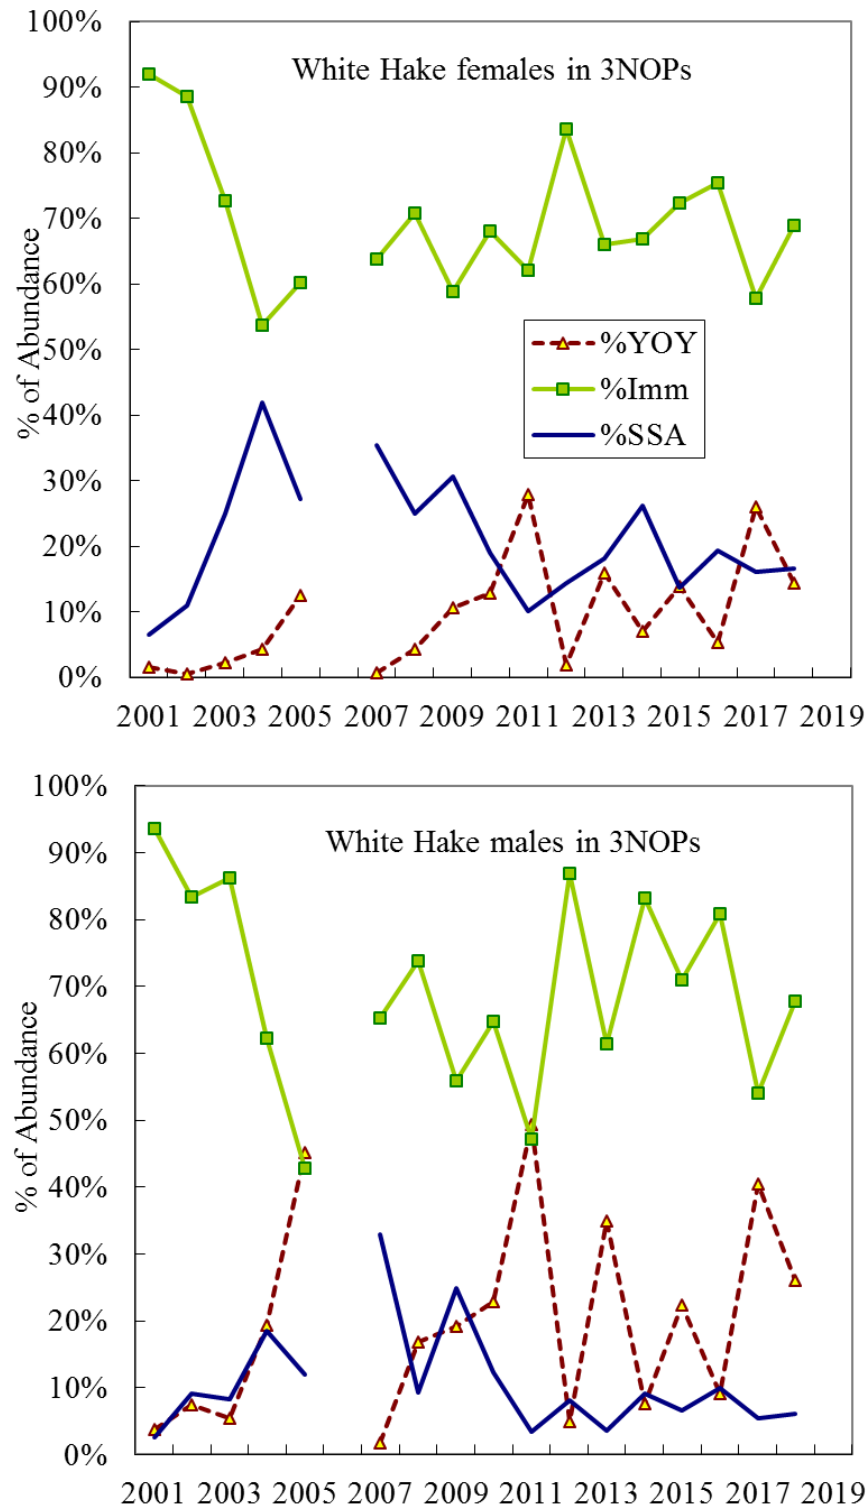 100%
White Hake females in 3NOPs
90%
80%
70%
60%
50%
40%
30%
20%
10%
0%
% of Abundance
%YOY
%Imm
%SSA
2001 2003 2005 2007 2009 2011 2013 2015 2017 2019
100%
White Hake males in 3NOPs
90%
80%
70%
60%
50%
40%
30%
20%
10%
0%
% of Abundance
2001 2003 2005 2007 2009 2011 2013 2015 2017 2019